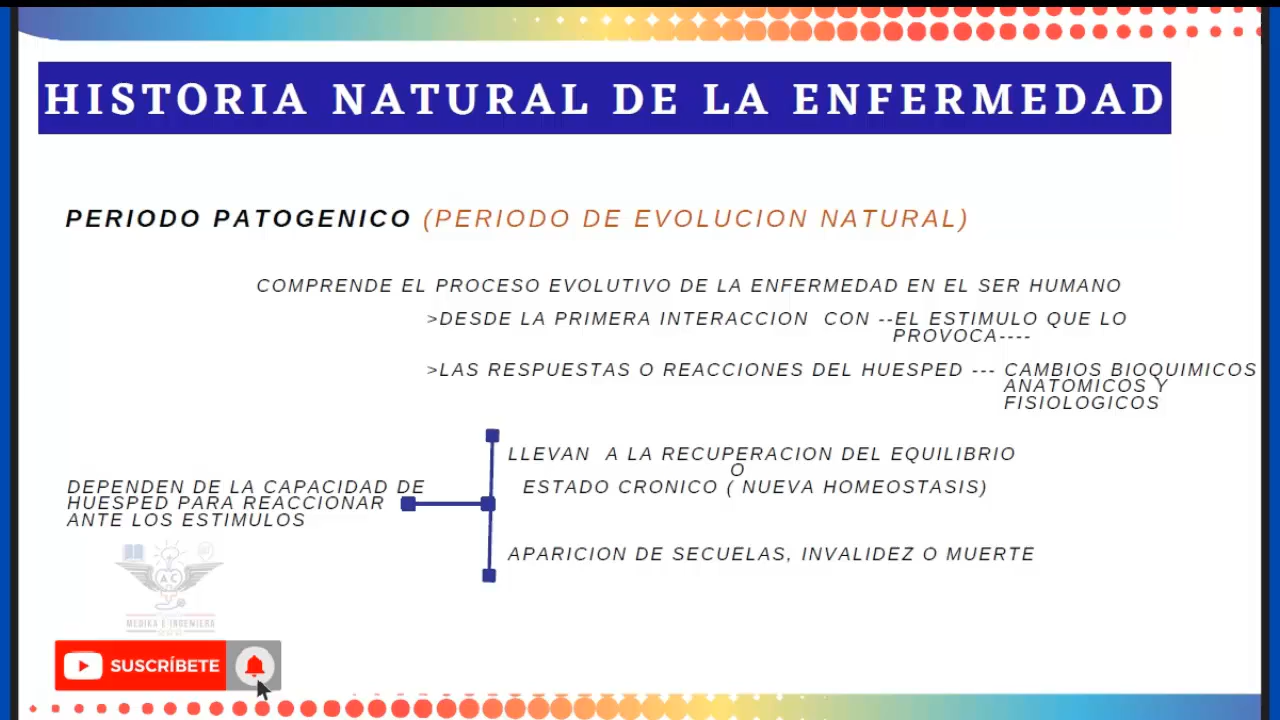 HISTORIA NATURAL DE LA ENFERMEDAD
PERIODO PATOGENICO (PERIODO DE EVOLUCION NATURAL)
COMPRENDE EL PROCESO EVOLUTIVO DE LA ENFERMEDAD EN EL SER HUMANO
>DESDE LA PRIMERA INTERACCION CON --EL ESTIMULO QUE LO
PROVOCA----
>LAS RESPUESTAS O REACCIONES DEL HUESPED --- CAMBIOS BIOQUIMICOS
ANATOMICOS Y
FISIOLOGICOS
LLEVAN A LA RECUPERACION DEL EQUILIBRIO
O
ESTADO CRONICO ( NUEVA HOMEOSTASIS)
DEPENDEN DE LA CAPACIDAD DE
HUESPED PARA REACCIONAR
ANTE LOS ESTIMULOS
APARICION DE SECUELAS, INVALIDEZ O MUERTE
AC
MEDIKA E INGENIERA
SUSCRÍBETE